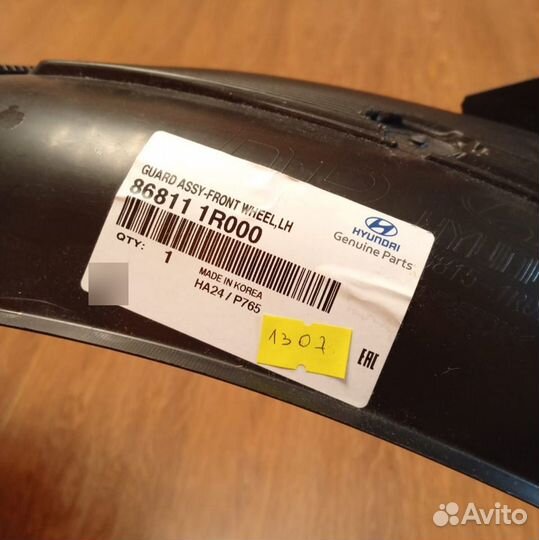 GUARD ASSY-FRONT WHEEL,LH
86811 1R000
QTY: 1
MADE IN KOREA
HA24 / P765
HYUNDAI
Genuine Parts
1307
EAC
HYUNDAI
Avito